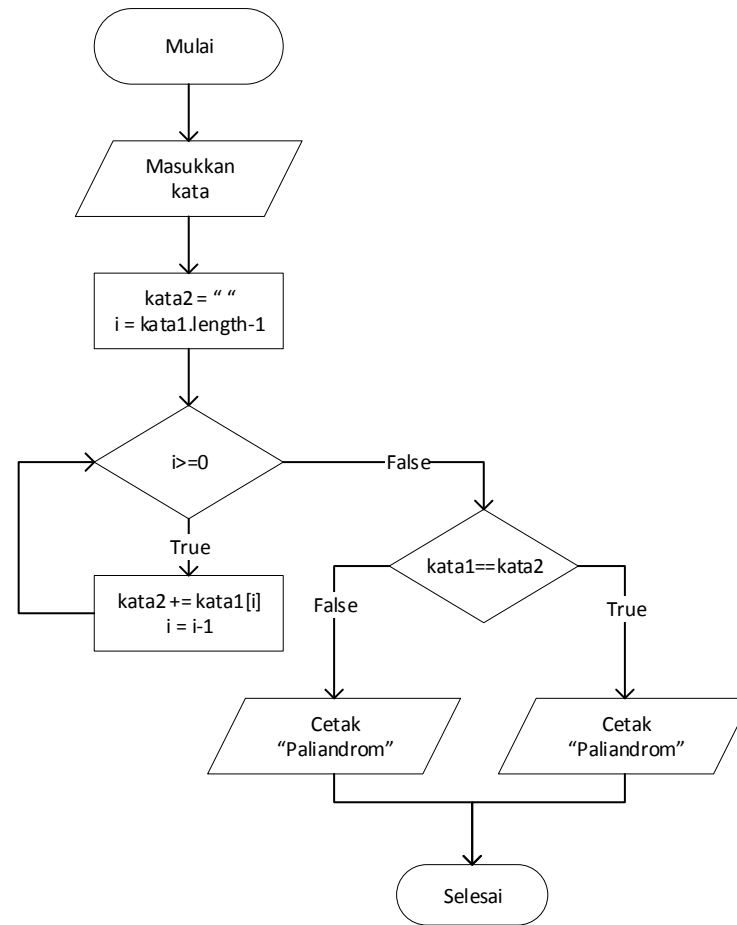 Mulai
Masukkan
kata
kata2 = “ “
i = kata1.length-1
i>=0
False
True
kata2 += kata1[i]
i = i-1
kata1==kata2
False
True
Cetak
“Paliandrom”
Cetak
“Paliandrom”
Selesai